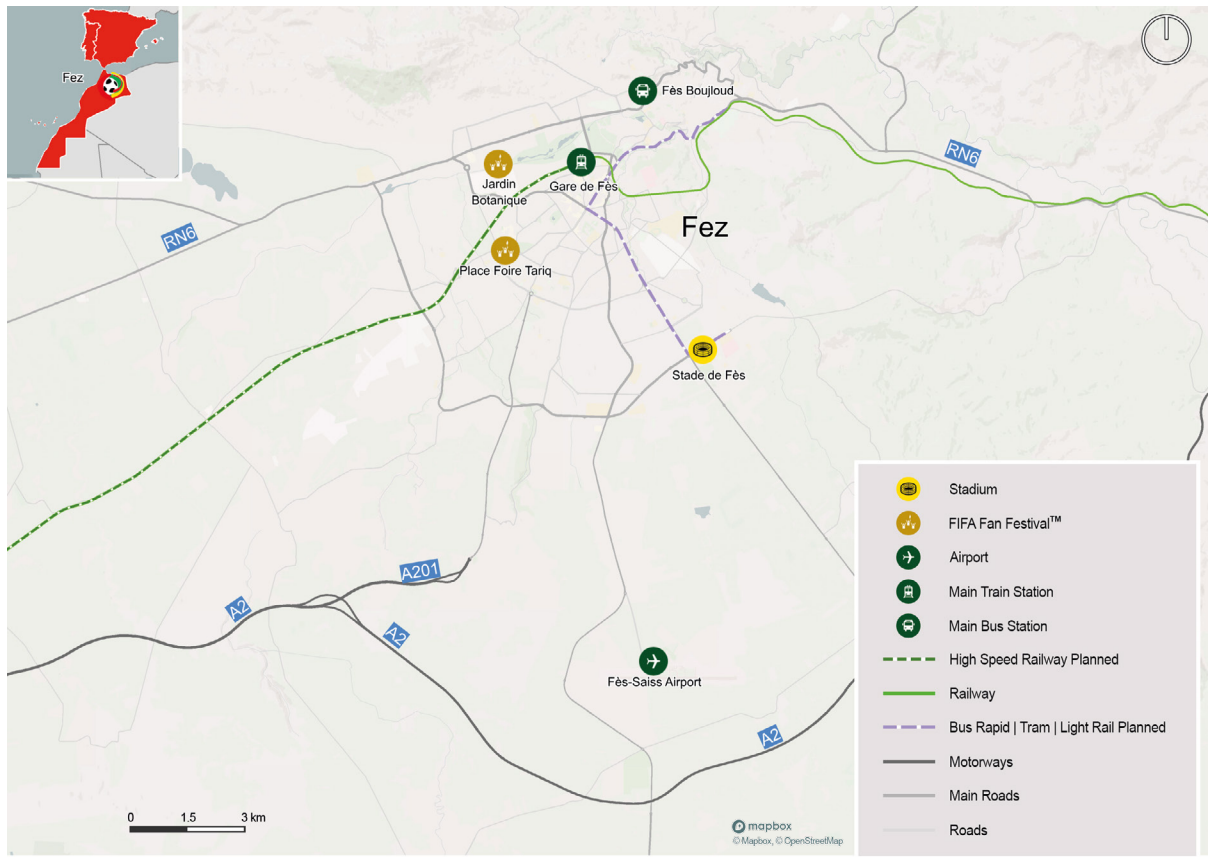 Fez
Fès Boujloud
RN6
Gare de Fès
Jardin
Botanique
Fez
RN6
Place Foire Tariq
Stade de Fès
Stadium
FIFA Fan Festival™
Airport
Main Train Station
Main Bus Station
High Speed Railway Planned
Railway
Bus Rapid | Tram | Light Rail Planned
Motorways
Main Roads
Roads
A201
A2
A2
Fès-Saiss Airport
A2
0 1.5 3 km
mapbox
© Mapbox, © OpenStreetMap